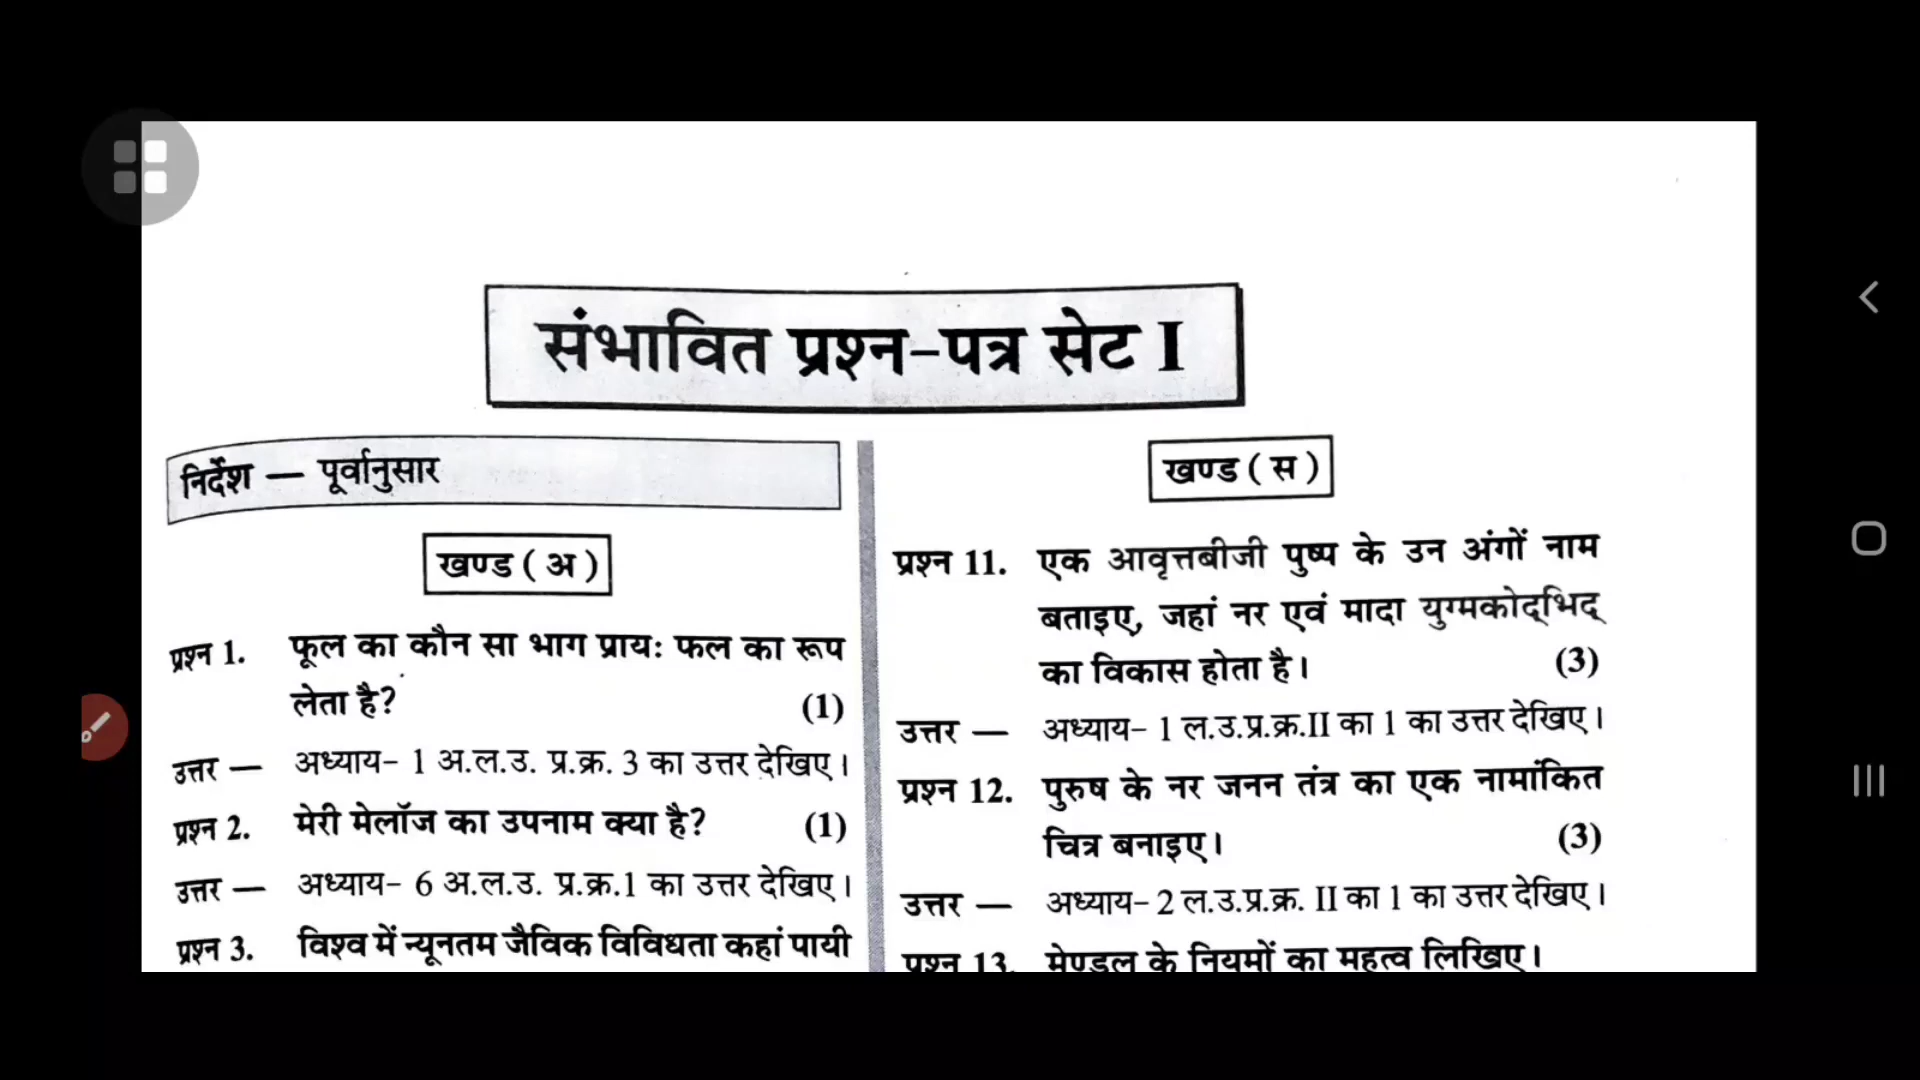 संभावित प्रश्न-पत्र सेट I
निर्देश — पूर्वानुसार
खण्ड ( अ )
प्रश्न 1. फूल का कौन सा भाग प्रायः फल का रूप
लेता है? (1)
उत्तर — अध्याय- 1 अ.ल.उ. प्र.क्र. 3 का उत्तर देखिए।
प्रश्न 2. मेरी मेलॉज का उपनाम क्या है? (1)
उत्तर — अध्याय- 6 अ.ल.उ. प्र.क्र.1 का उत्तर देखिए।
प्रश्न 3. विश्व में न्यूनतम जैविक विविधता कहां पायी
खण्ड ( स )
प्रश्न 11. एक आवृत्तबीजी पुष्प के उन अंगों नाम
बताइए, जहां नर एवं मादा युग्मकोद्‌भिद्
का विकास होता है। (3)
उत्तर — अध्याय- 1 ल.उ.प्र.क्र.II का 1 का उत्तर देखिए।
प्रश्न 12. पुरुष के नर जनन तंत्र का एक नामांकित
चित्र बनाइए। (3)
उत्तर — अध्याय- 2 ल.उ.प्र.क्र. II का 1 का उत्तर देखिए।
प्रश्न 13. मेण्डल के नियमों का महत्व लिखिए।